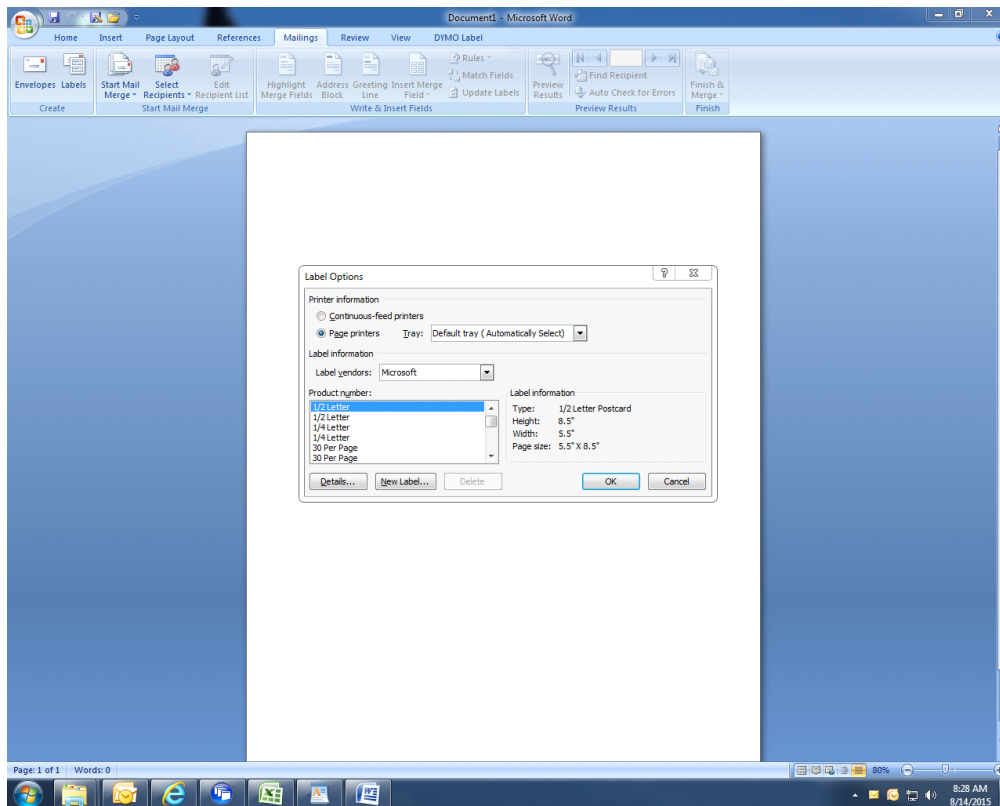 Document1 - Microsoft Word
Home Insert Page Layout References Mailings Review View DYMO Label
Envelopes Labels
Create
Start Mail Merge Select Recipients Edit Recipient List
Start Mail Merge
Highlight Merge Fields Address Block Greeting Line Insert Merge Field
Rules
Match Fields
Update Labels
Write & Insert Fields
Preview Results
Find Recipient
Auto Check for Errors
Preview Results
Finish & Merge
Finish
Label Options
Printer information
Continuous-feed printers
Page printers Tray: Default tray ( Automatically Select)
Label information
Label vendors: Microsoft
Product number:
1/2 Letter
1/2 Letter
1/4 Letter
1/4 Letter
30 Per Page
30 Per Page
Label information
Type: 1/2 Letter Postcard
Height: 8.5"
Width: 5.5"
Page size: 5.5" X 8.5"
Details... New Label... Delete OK Cancel
Page: 1 of 1 Words: 0 80%
8:28 AM
8/14/2015